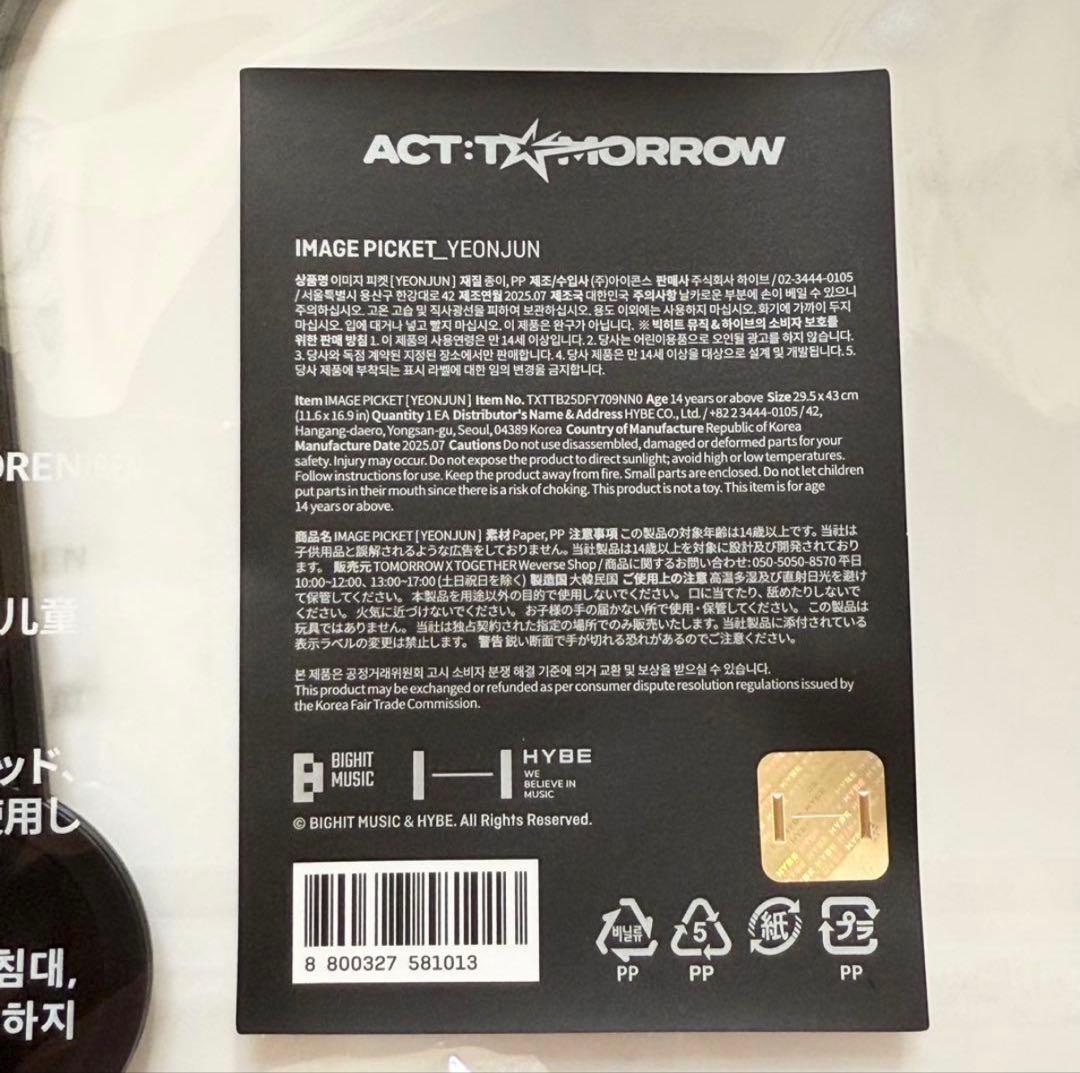 ACT:TOMORROW
IMAGE PICKET_YEONJUN
상품명 이미지 피켓 [YEONJUN] 재질 종이, PP 제조/수입사 (주)아이콘스 판매사 주식회사 하이브 / 02-3444-0105
/ 서울특별시 용산구 한강대로 42 제조연월 2025.07 제조국 대한민국 주의사항 날카로운 부분에 손이 베일 수 있으니
주의하십시오. 고온 고습 및 직사광선을 피하여 보관하십시오. 용도 이외에는 사용하지 마십시오. 화기에 가까이 두지
마십시오. 입에 대거나 넣고 빨지 마십시오. 이 제품은 완구가 아닙니다. ※ 빅히트 뮤직 & 하이브의 소비자 보호를
위한 판매 방침 1. 이 제품의 사용연령은 만 14세 이상입니다. 2. 당사는 어린이용품으로 오인될 광고를 하지 않습니다.
3. 당사와 독점 계약된 지정된 장소에서만 판매합니다. 4. 당사 제품은 만 14세 이상을 대상으로 설계 및 개발됩니다. 5.
당사 제품에 부착되는 표시 라벨에 대한 임의 변경을 금지합니다.
Item IMAGE PICKET [YEONJUN] Item No. TXTTB25DFY709NN0 Age 14 years or above Size 29.5 x 43 cm
(11.6 x 16.9 in) Quantity 1 EA Distributor's Name & Address HYBE CO., Ltd. / +82 2 3444-0105 / 42,
Hangang-daero, Yongsan-gu, Seoul, 04389 Korea Country of Manufacture Republic of Korea
Manufacture Date 2025.07 Cautions Do not use disassembled, damaged or deformed parts for your
safety. Injury may occur. Do not expose the product to direct sunlight; avoid high or low temperatures.
Follow instructions for use. Keep the product away from fire. Small parts are enclosed. Do not let children
put parts in their mouth since there is a risk of choking. This product is not a toy. This item is for age
14 years or above.
商品名 IMAGE PICKET [YEONJUN] 素材 Paper, PP 注意事項 この製品の対象年齢は14歳以上です。当社は
子供用品と誤解されるような広告をしておりません。当社製品は14歳以上を対象に設計及び開発されており
ます。 販売元 TOMORROW X TOGETHER Weverse Shop / 商品に関するお問い合わせ: 050-5050-8570 平日
10:00~12:00、13:00~17:00 (土日祝日を除く) 製造国 大韓民国 ご使用上の注意 高温多湿及び直射日光を避け
て保管してください。 本製品を用途以外の目的で使用しないでください。 口に当てたり、舐めたりしないで
ください。 火気に近づけないでください。 お子様の手の届かない所で使用・保管してください。 この製品は
玩具ではありません。 当社は独占契約された指定の場所でのみ販売いたします。当社製品に添付されている
表示ラベルの変更は禁止します。 警告 鋭い断面で手が切れる恐れがあるのでご注意ください。
본 제품은 공정거래위원회 고시 소비자 분쟁 해결 기준에 의거 교환 및 보상을 받으실 수 있습니다.
This product may be exchanged or refunded as per consumer dispute resolution regulations issued by
the Korea Fair Trade Commission.
BIGHIT
MUSIC
HYBE
WE
BELIEVE IN
MUSIC
© BIGHIT MUSIC & HYBE. All Rights Reserved.
HYBE
8 800327 581013
비닐류
PP
5
PP
紙
プラ
PP
儿童
ッド、
使用し
침대,
하지